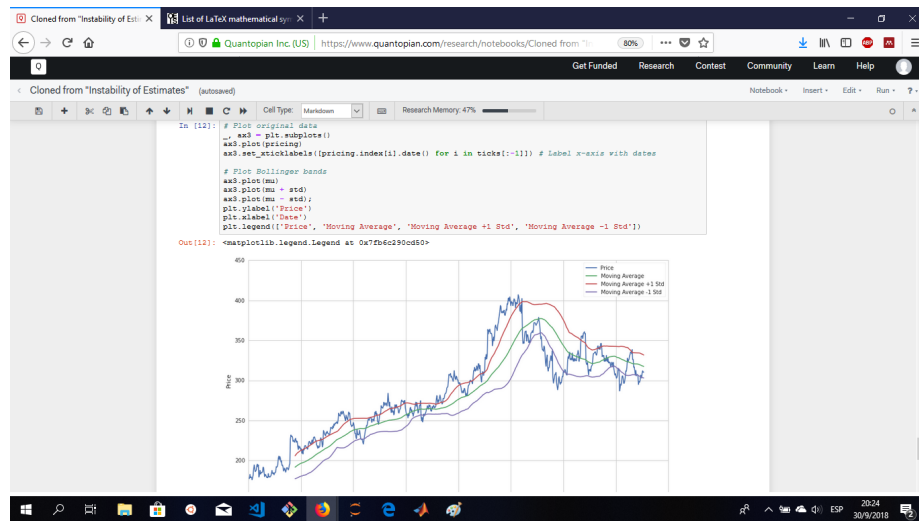 Cloned from "Instability of Esti
List of LaTeX mathematical sym
Quantopian Inc. (US) https://www.quantopian.com/research/notebooks/Cloned from "In 80%
Q Get Funded Research Contest Community Learn Help
Cloned from "Instability of Estimates" (autosaved) Notebook Insert Edit Run ?
Cell Type: Markdown Research Memory: 47%
In [12]: # Plot original data
_, ax3 = plt.subplots()
ax3.plot(pricing)
ax3.set_xticklabels([pricing.index[i].date() for i in ticks[:-1]]) # Label x-axis with dates
# Plot Bollinger bands
ax3.plot(mu)
ax3.plot(mu + std)
ax3.plot(mu - std);
plt.ylabel('Price')
plt.xlabel('Date')
plt.legend(['Price', 'Moving Average', 'Moving Average +1 Std', 'Moving Average -1 Std'])
Out[12]: <matplotlib.legend.Legend at 0x7fb6c290cd50>
450
Price
Moving Average
Moving Average +1 Std
Moving Average -1 Std
400
350
Price
300
250
200
ESP
20:24
30/9/2018